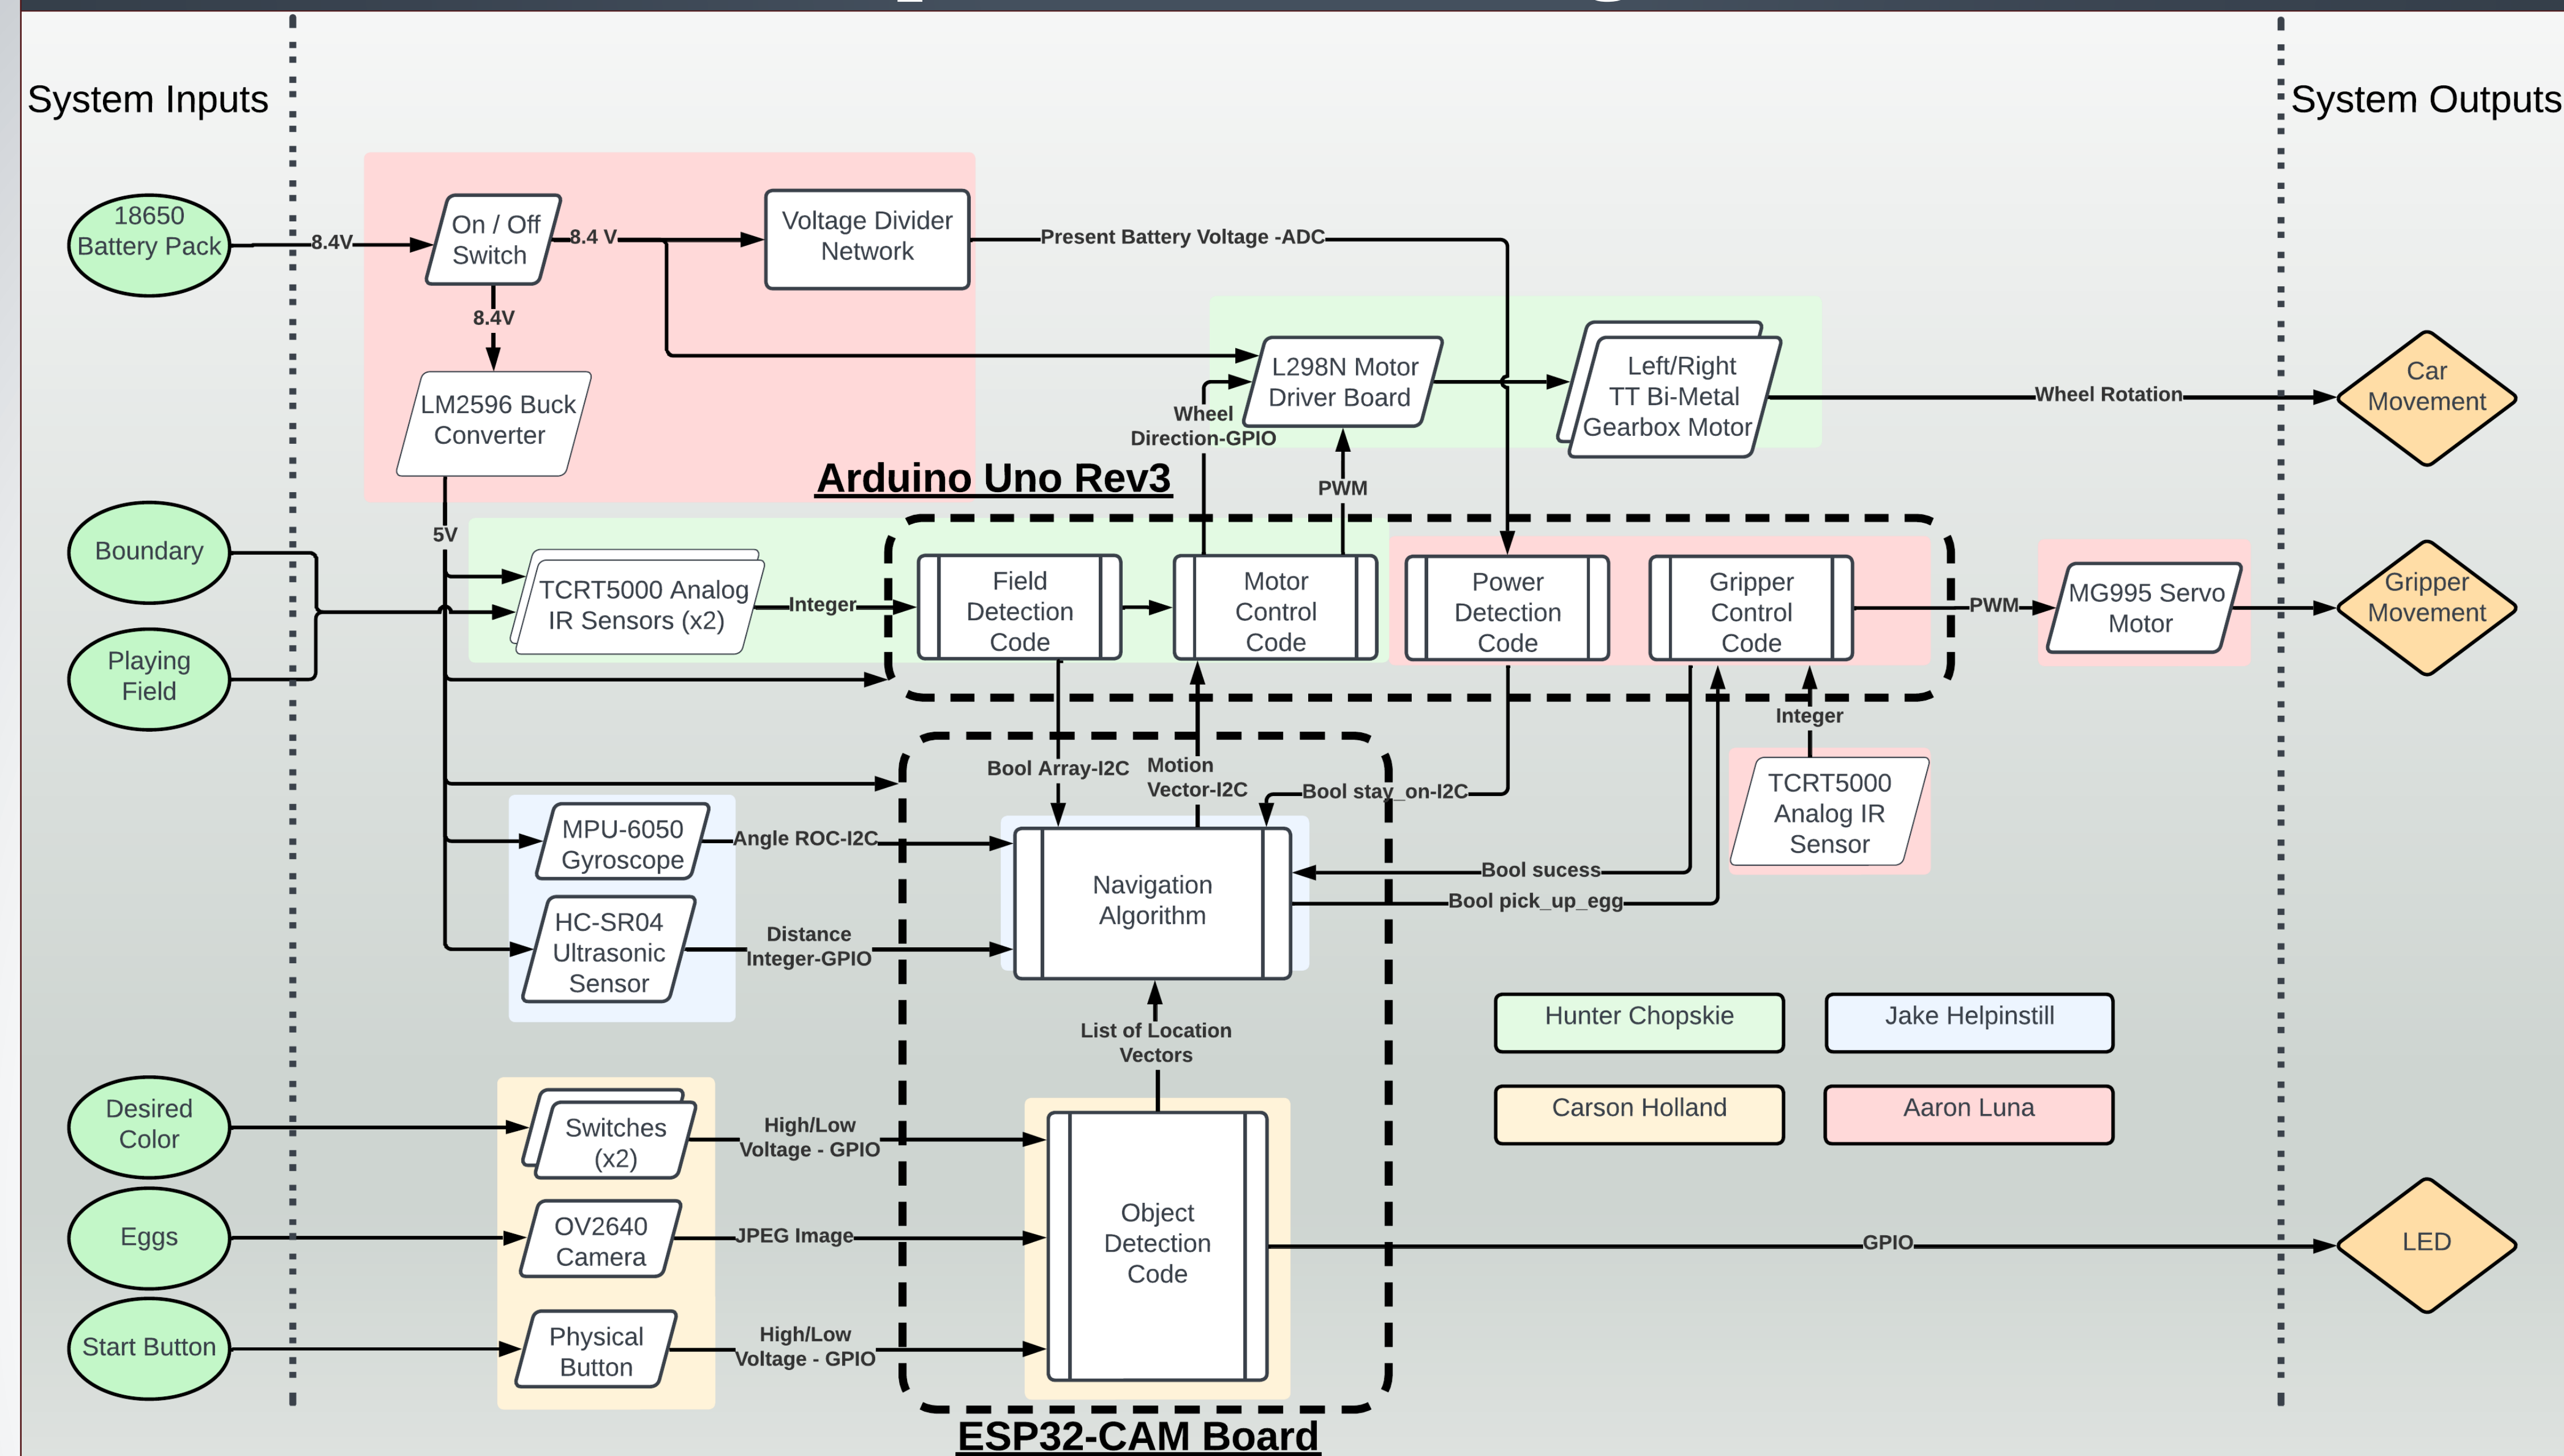 System Inputs
System Outputs
18650
Battery Pack
8.4V
On / Off
Switch
8.4 V
Voltage Divider
Network
Present Battery Voltage -ADC
8.4V
LM2596 Buck
Converter
5V
L298N Motor
Driver Board
Left/Right
TT Bi-Metal
Gearbox Motor
Wheel Rotation
Car
Movement
Wheel
Direction-GPIO
PWM
Arduino Uno Rev3
Boundary
Playing
Field
TCRT5000 Analog
IR Sensors (x2)
Integer
Field
Detection
Code
Motor
Control
Code
Power
Detection
Code
Gripper
Control
Code
PWM
MG995 Servo
Motor
Gripper
Movement
Integer
TCRT5000
Analog IR
Sensor
Bool Array-I2C
Motion
Vector-I2C
Bool stay_on-I2C
MPU-6050
Gyroscope
Angle ROC-I2C
HC-SR04
Ultrasonic
Sensor
Distance
Integer-GPIO
Navigation
Algorithm
Bool sucess
Bool pick_up_egg
List of Location
Vectors
Hunter Chopskie
Jake Helpinstill
Carson Holland
Aaron Luna
Desired
Color
Switches
(x2)
High/Low
Voltage - GPIO
Eggs
OV2640
Camera
JPEG Image
Object
Detection
Code
GPIO
LED
Start Button
Physical
Button
High/Low
Voltage - GPIO
ESP32-CAM Board